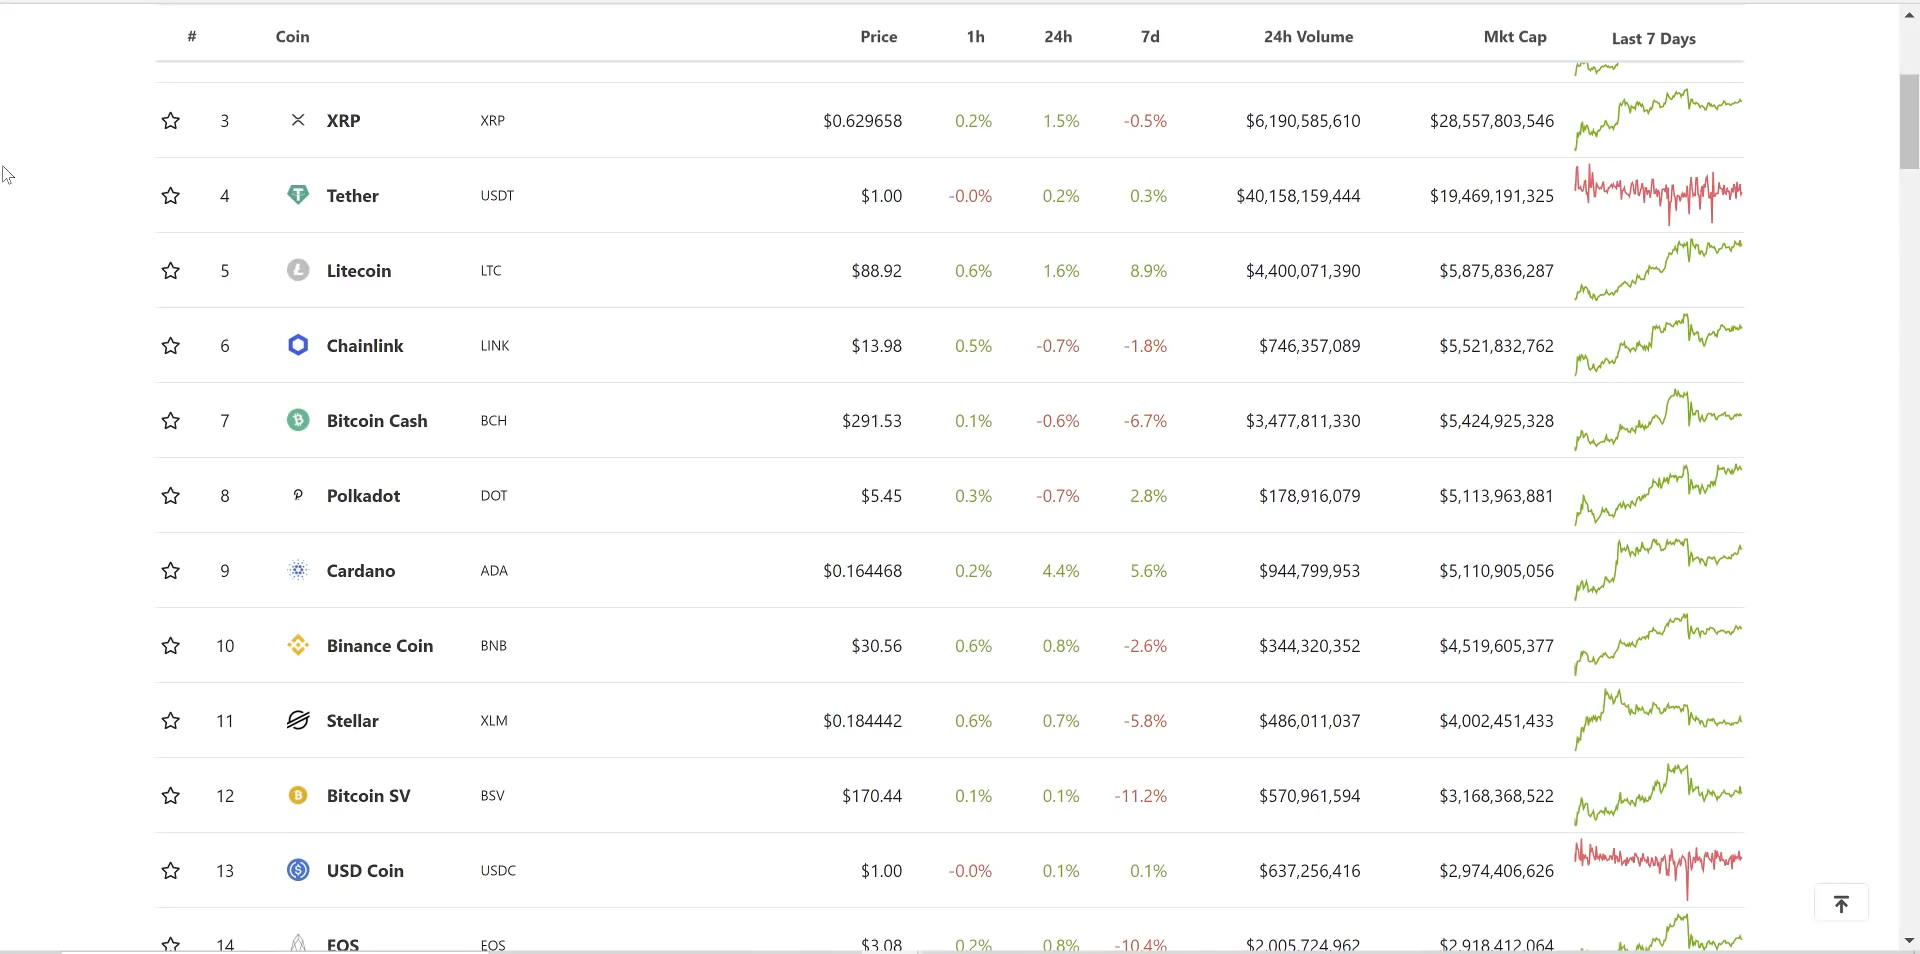 # Coin Price 1h 24h 7d 24h Volume Mkt Cap Last 7 Days
3 XRP XRP $0.629658 0.2% 1.5% -0.5% $6,190,585,610 $28,557,803,546
4 Tether USDT $1.00 -0.0% 0.2% 0.3% $40,158,159,444 $19,469,191,325
5 Litecoin LTC $88.92 0.6% 1.6% 8.9% $4,400,071,390 $5,875,836,287
6 Chainlink LINK $13.98 0.5% -0.7% -1.8% $746,357,089 $5,521,832,762
7 Bitcoin Cash BCH $291.53 0.1% -0.6% -6.7% $3,477,811,330 $5,424,925,328
8 Polkadot DOT $5.45 0.3% -0.7% 2.8% $178,916,079 $5,113,963,881
9 Cardano ADA $0.164468 0.2% 4.4% 5.6% $944,799,953 $5,110,905,056
10 Binance Coin BNB $30.56 0.6% 0.8% -2.6% $344,320,352 $4,519,605,377
11 Stellar XLM $0.184442 0.6% 0.7% -5.8% $486,011,037 $4,002,451,433
12 Bitcoin SV BSV $170.44 0.1% 0.1% -11.2% $570,961,594 $3,168,368,522
13 USD Coin USDC $1.00 -0.0% 0.1% 0.1% $637,256,416 $2,974,406,626
14 EOS EOS $3.08 0.2% 0.8% -10.4% $2,005,724,962 $2,918,412,064